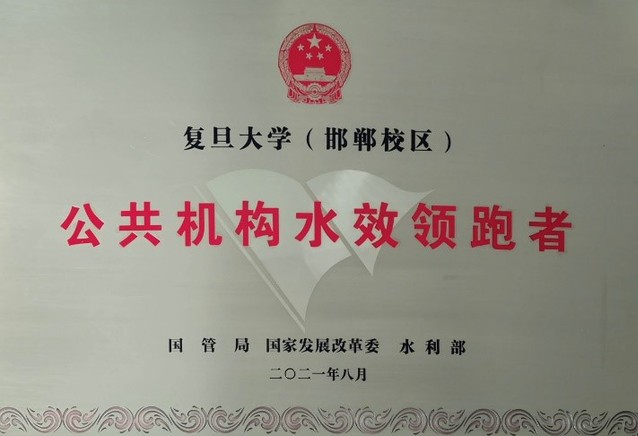 复旦大学（邯郸校区）
公共机构水效领跑者
国管局 国家发展改革委 水利部
二〇二一年八月